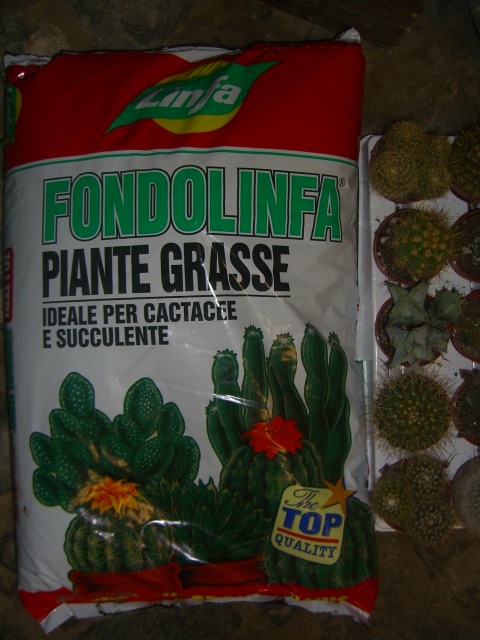 Linfa
FONDOLINFA®
PIANTE GRASSE
IDEALE PER CACTACEE
E SUCCULENTE
The
TOP
QUALITY